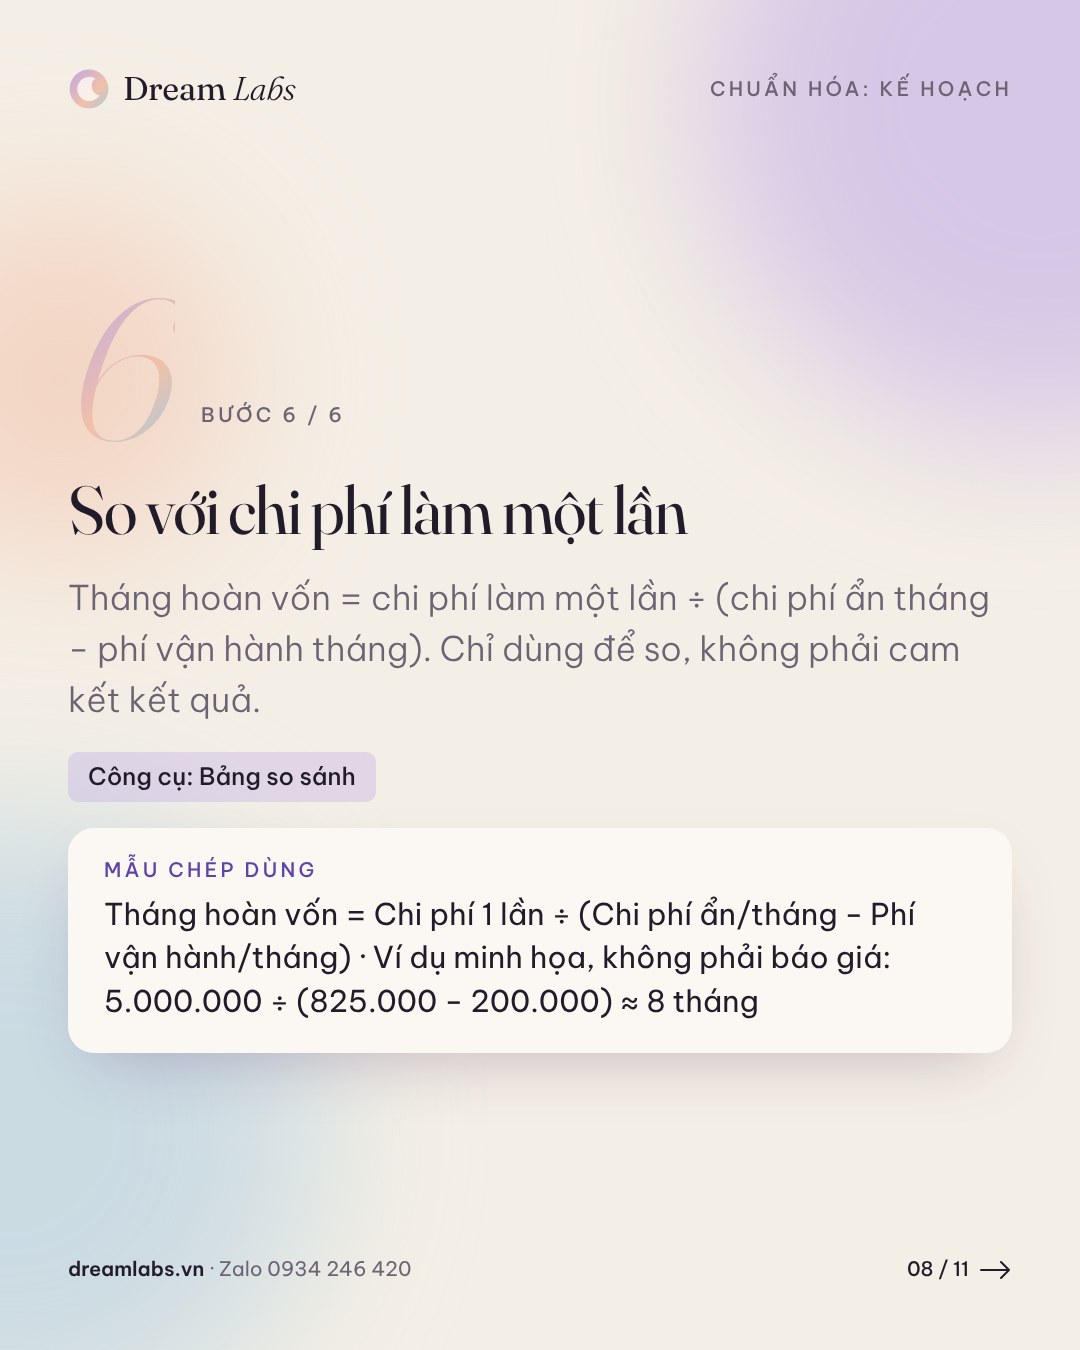 Dream Labs
CHUẨN HÓA: KẾ HOẠCH
6
BƯỚC 6 / 6
So với chi phí làm một lần
Tháng hoàn vốn = chi phí làm một lần ÷ (chi phí ẩn tháng
– phí vận hành tháng). Chỉ dùng để so, không phải cam
kết kết quả.
Công cụ: Bảng so sánh
MẪU CHÉP DÙNG
Tháng hoàn vốn = Chi phí 1 lần ÷ (Chi phí ẩn/tháng – Phí
vận hành/tháng) · Ví dụ minh họa, không phải báo giá:
5.000.000 ÷ (825.000 – 200.000) ≈ 8 tháng
dreamlabs.vn · Zalo 0934 246 420
08 / 11 →